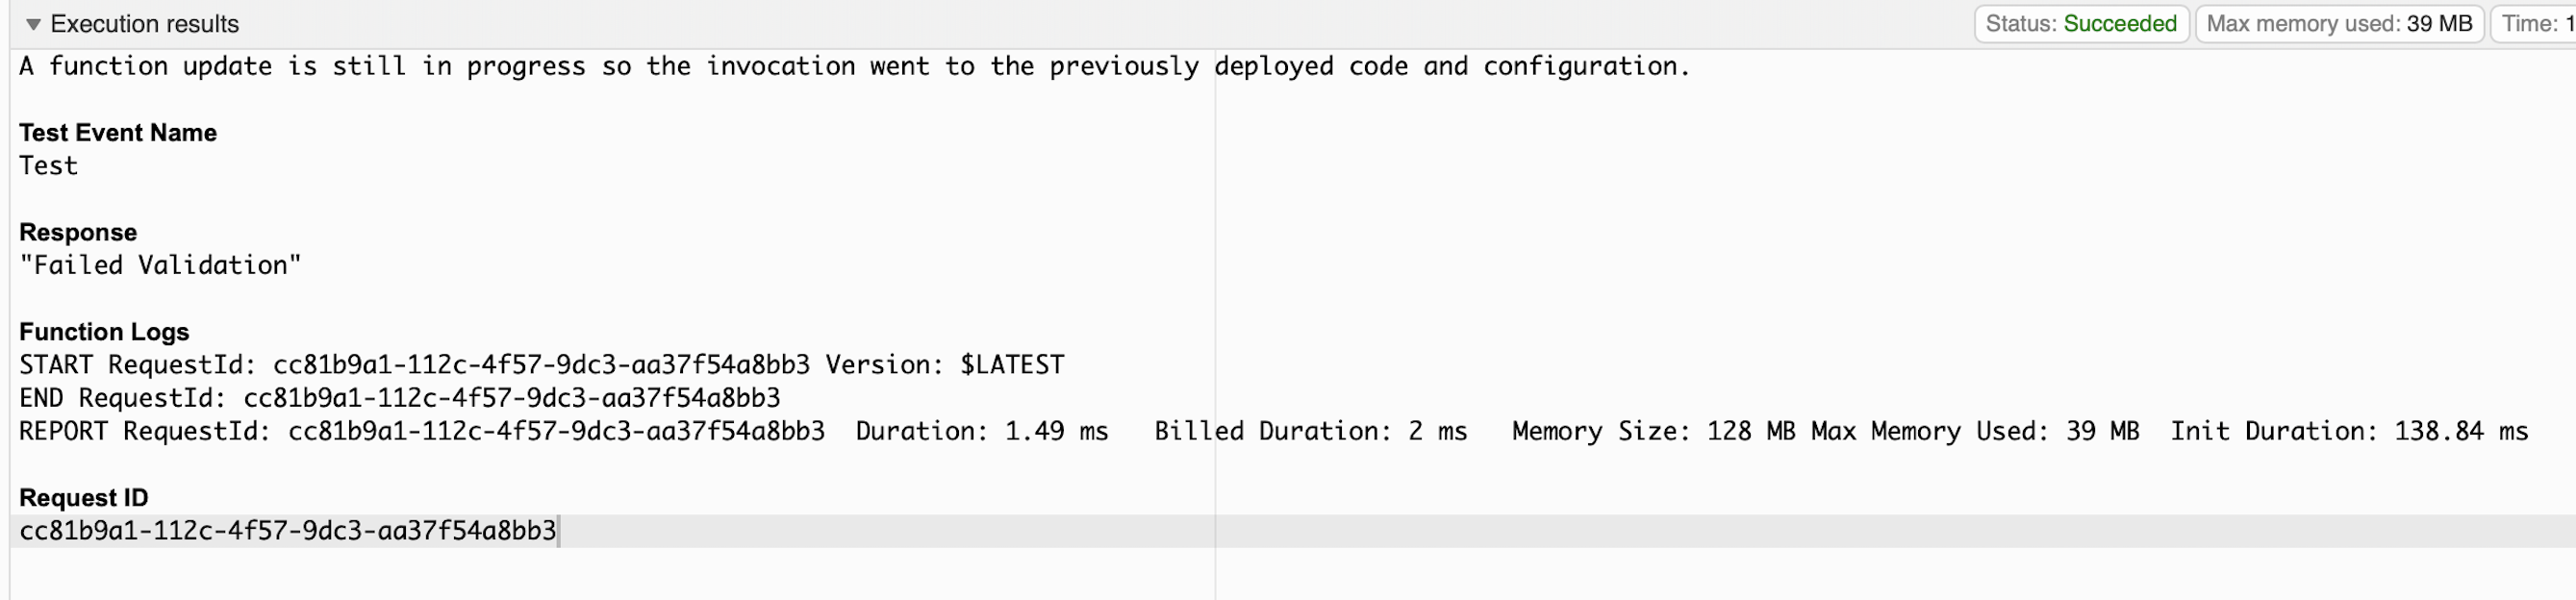 Execution results
Status: Succeeded
Max memory used: 39 MB
Time: 1
A function update is still in progress so the invocation went to the previously deployed code and configuration.
Test Event Name
Test
Response
"Failed Validation"
Function Logs
START RequestId: cc81b9a1-112c-4f57-9dc3-aa37f54a8bb3 Version: $LATEST
END RequestId: cc81b9a1-112c-4f57-9dc3-aa37f54a8bb3
REPORT RequestId: cc81b9a1-112c-4f57-9dc3-aa37f54a8bb3 Duration: 1.49 ms Billed Duration: 2 ms Memory Size: 128 MB Max Memory Used: 39 MB Init Duration: 138.84 ms
Request ID
cc81b9a1-112c-4f57-9dc3-aa37f54a8bb3